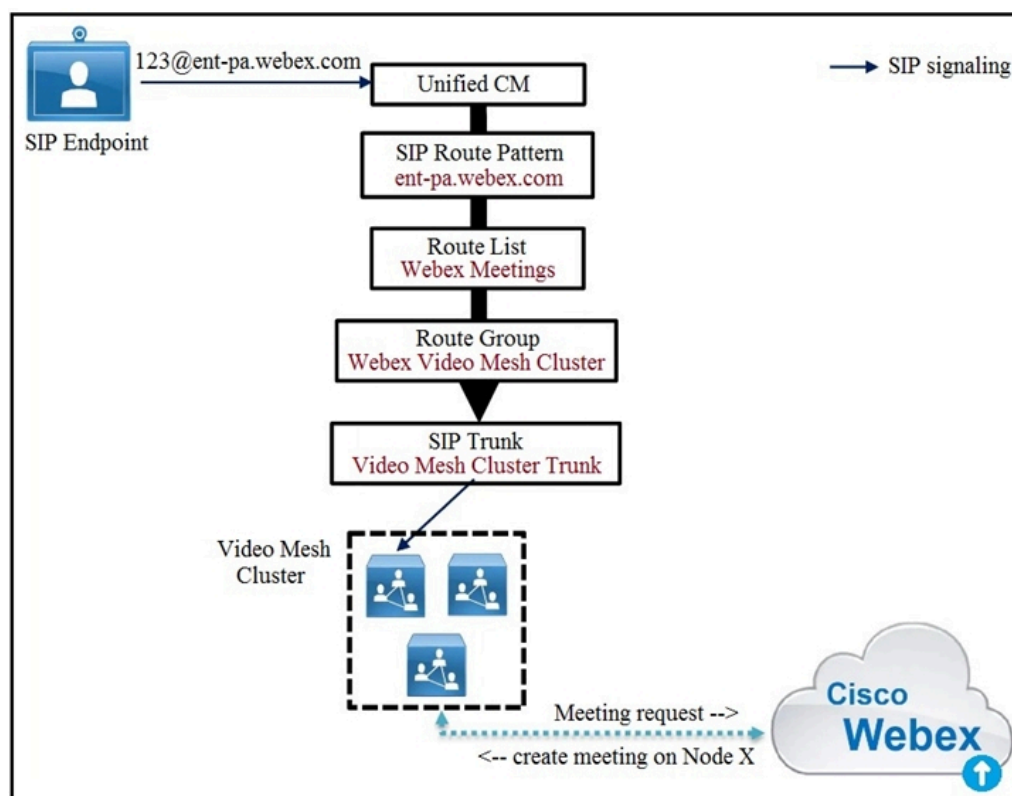 123@ent-pa.webex.com
SIP signaling
SIP Endpoint
Unified CM
SIP Route Pattern
ent-pa.webex.com
Route List
Webex Meetings
Route Group
Webex Video Mesh Cluster
SIP Trunk
Video Mesh Cluster Trunk
Video Mesh
Cluster
Meeting request -->
<-- create meeting on Node X
Cisco
Webex